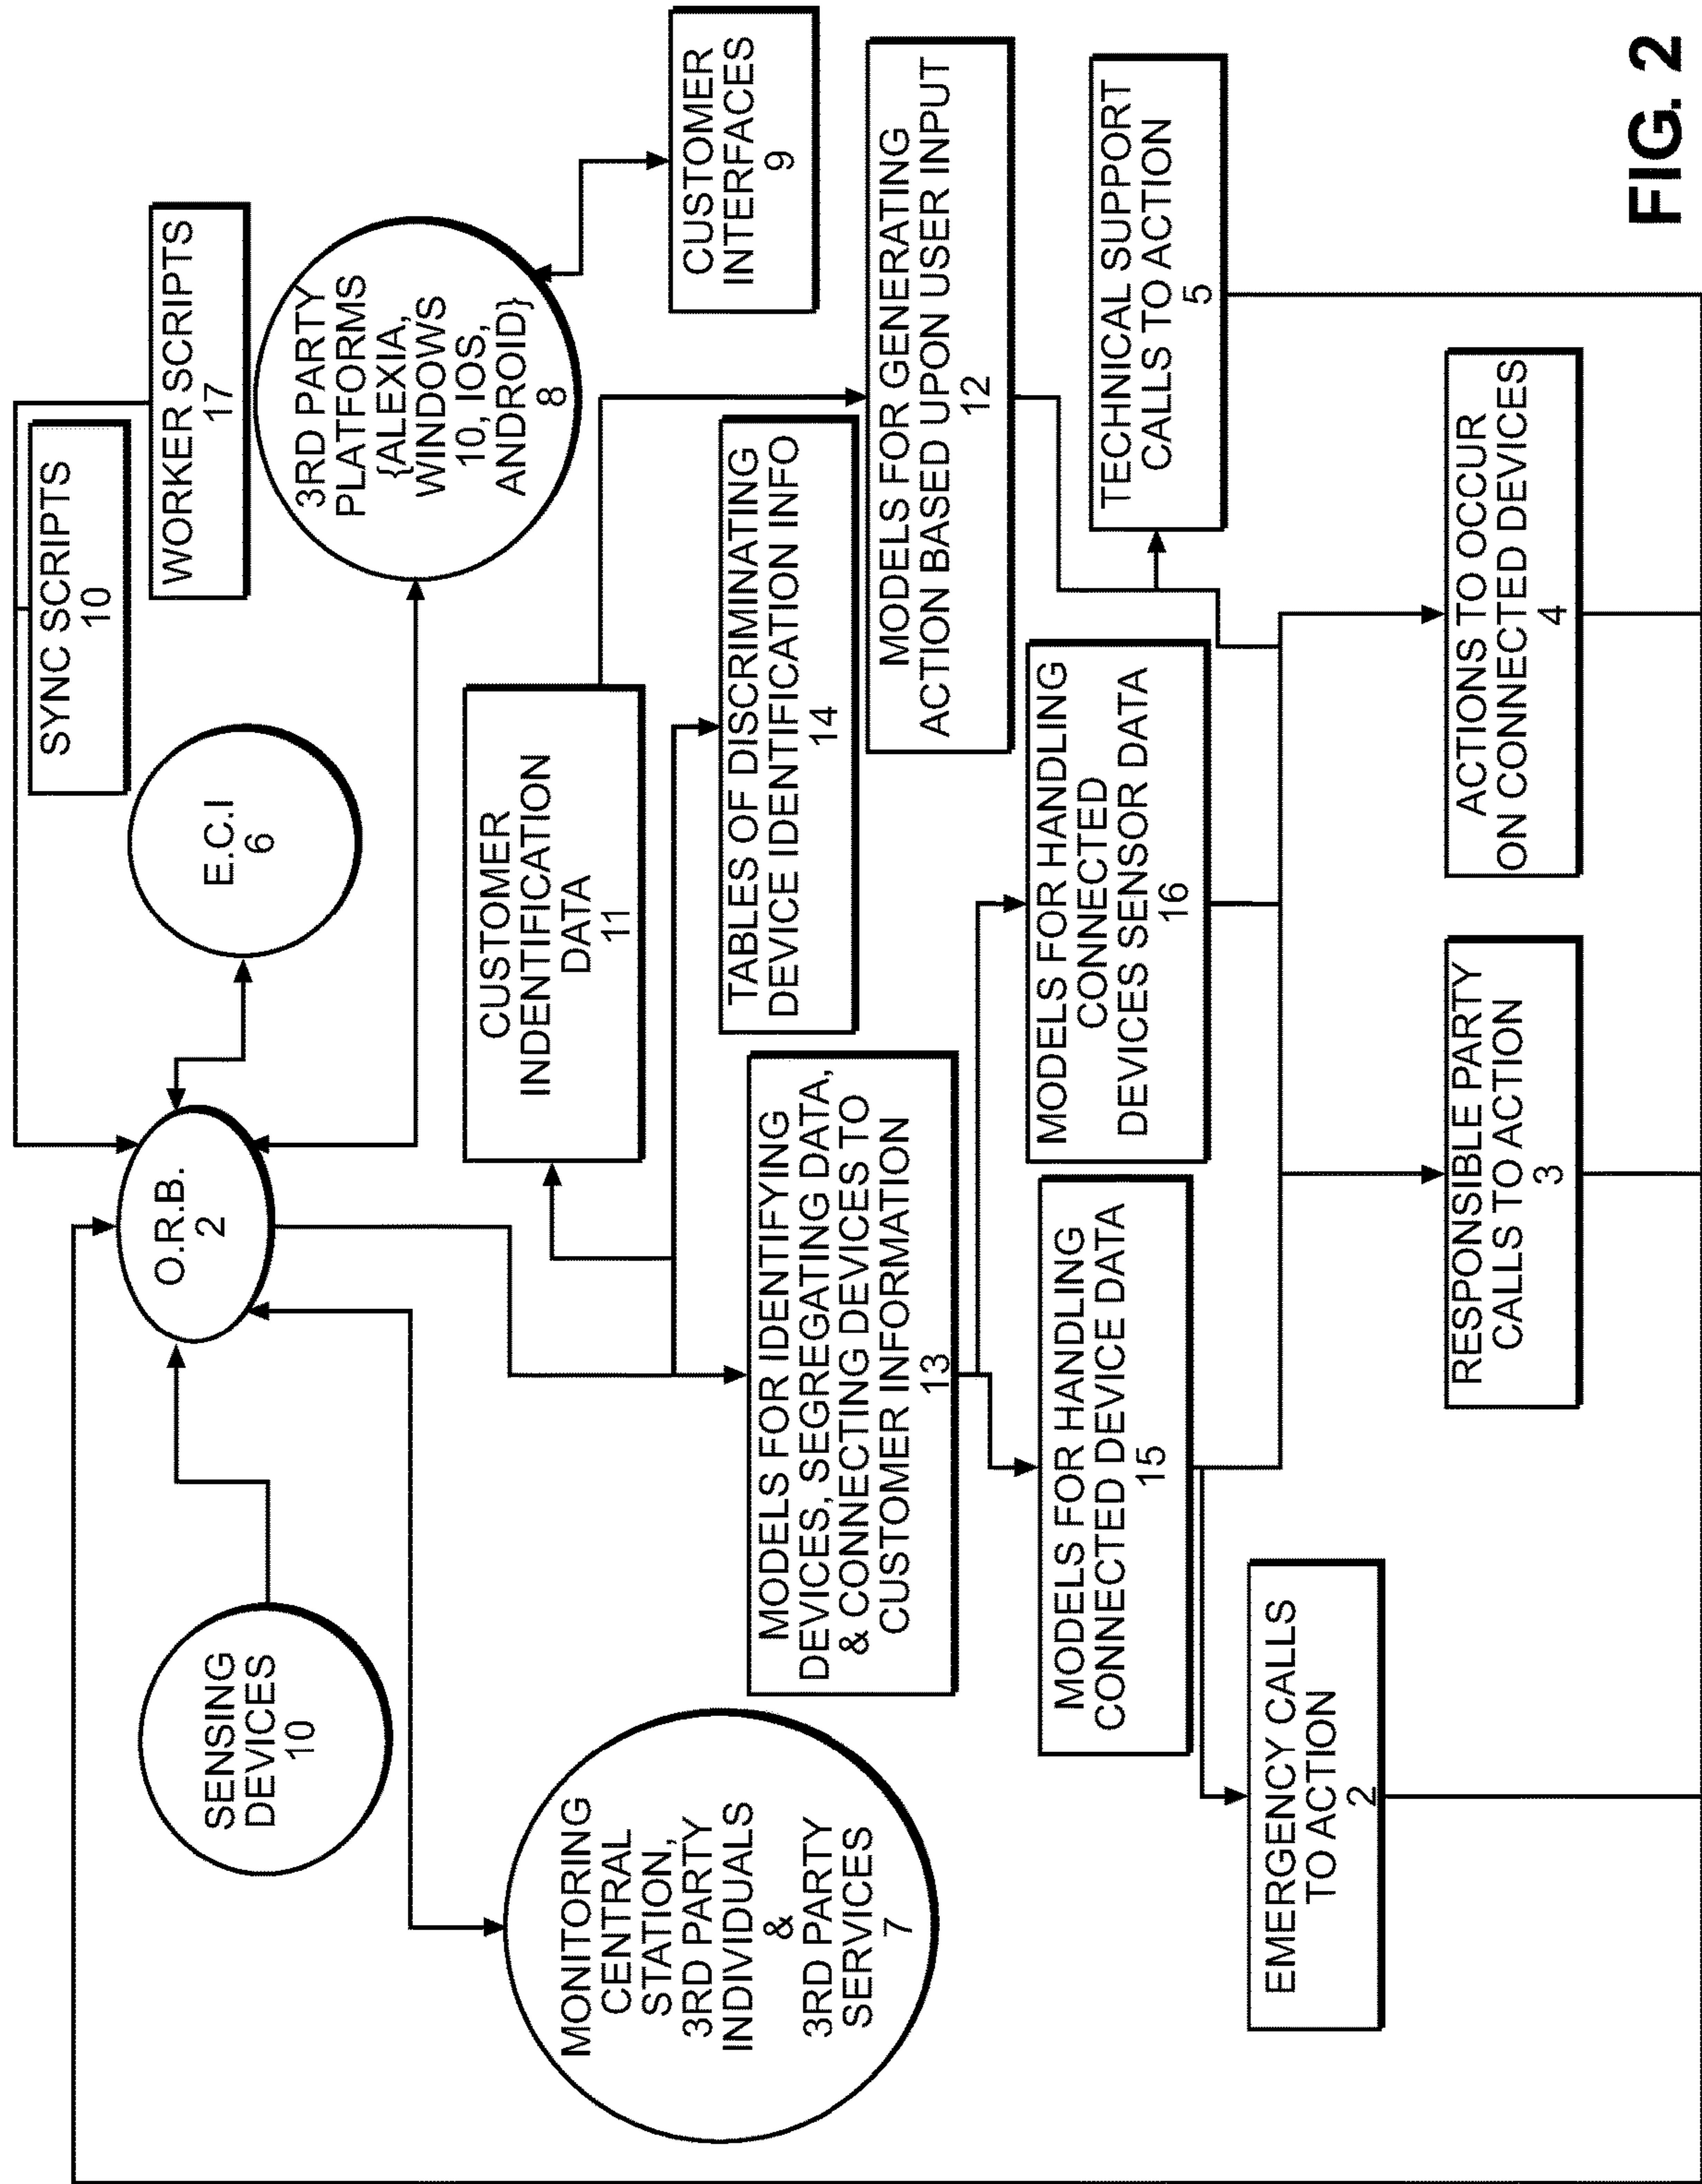 SYNC SCRIPTS
10
WORKER SCRIPTS
17
E.C.I
6
O.R.B.
2
SENSING
DEVICES
10
3RD PARTY
PLATFORMS
{ALEXIA,
WINDOWS
10, IOS,
ANDROID}
8
CUSTOMER
INTERFACES
9
MONITORING
CENTRAL
STATION,
3RD PARTY
INDIVIDUALS
&
3RD PARTY
SERVICES
7
CUSTOMER
INDENTIFICATION
DATA
11
MODELS FOR IDENTIFYING
DEVICES, SEGREGATING DATA,
& CONNECTING DEVICES TO
CUSTOMER INFORMATION
13
TABLES OF DISCRIMINATING
DEVICE IDENTIFICATION INFO
14
MODELS FOR GENERATING
ACTION BASED UPON USER INPUT
12
MODELS FOR HANDLING
CONNECTED DEVICE DATA
15
MODELS FOR HANDLING
CONNECTED
DEVICES SENSOR DATA
16
TECHNICAL SUPPORT
CALLS TO ACTION
5
EMERGENCY CALLS
TO ACTION
2
RESPONSIBLE PARTY
CALLS TO ACTION
3
ACTIONS TO OCCUR
ON CONNECTED DEVICES
4
FIG. 2